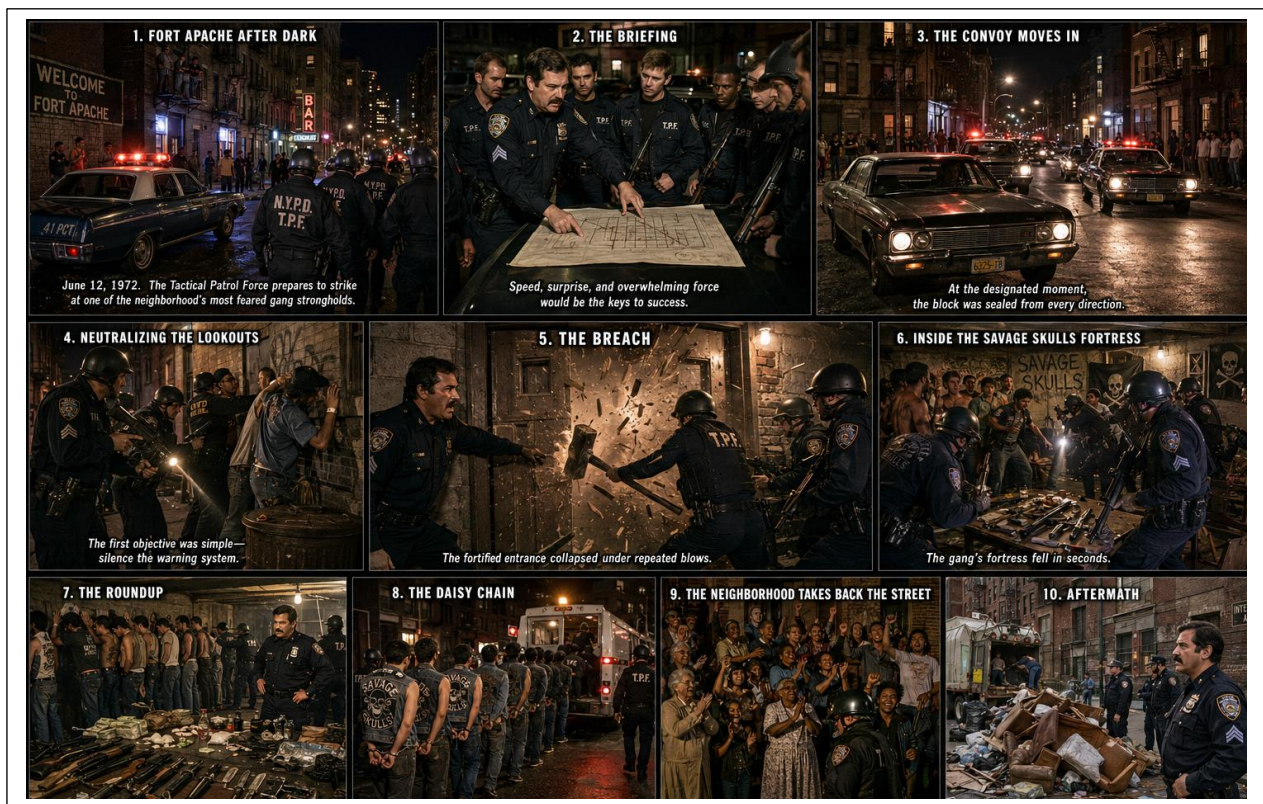 1. FORT APACHE AFTER DARK
WELCOME
TO
FORT APACHE
BAR
41 PCT
N.Y.P.D.
T.P.F.
N.Y.P.D.
T.P.F.
June 12, 1972. The Tactical Patrol Force prepares to strike
at one of the neighborhood's most feared gang strongholds.
2. THE BRIEFING
T.P.F.
T.P.F.
T.P.F.
T.P.F.
T.P.F.
Speed, surprise, and overwhelming force
would be the keys to success.
3. THE CONVOY MOVES IN
At the designated moment,
the block was sealed from every direction.
4. NEUTRALIZING THE LOOKOUTS
The first objective was simple—
silence the warning system.
5. THE BREACH
T.P.F.
The fortified entrance collapsed under repeated blows.
6. INSIDE THE SAVAGE SKULLS FORTRESS
SAVAGE
SKULLS
The gang's fortress fell in seconds.
7. THE ROUNDUP
8. THE DAISY CHAIN
SAVAGE
SKULLS
T.P.F.
9. THE NEIGHBORHOOD TAKES BACK THE STREET
10. AFTERMATH